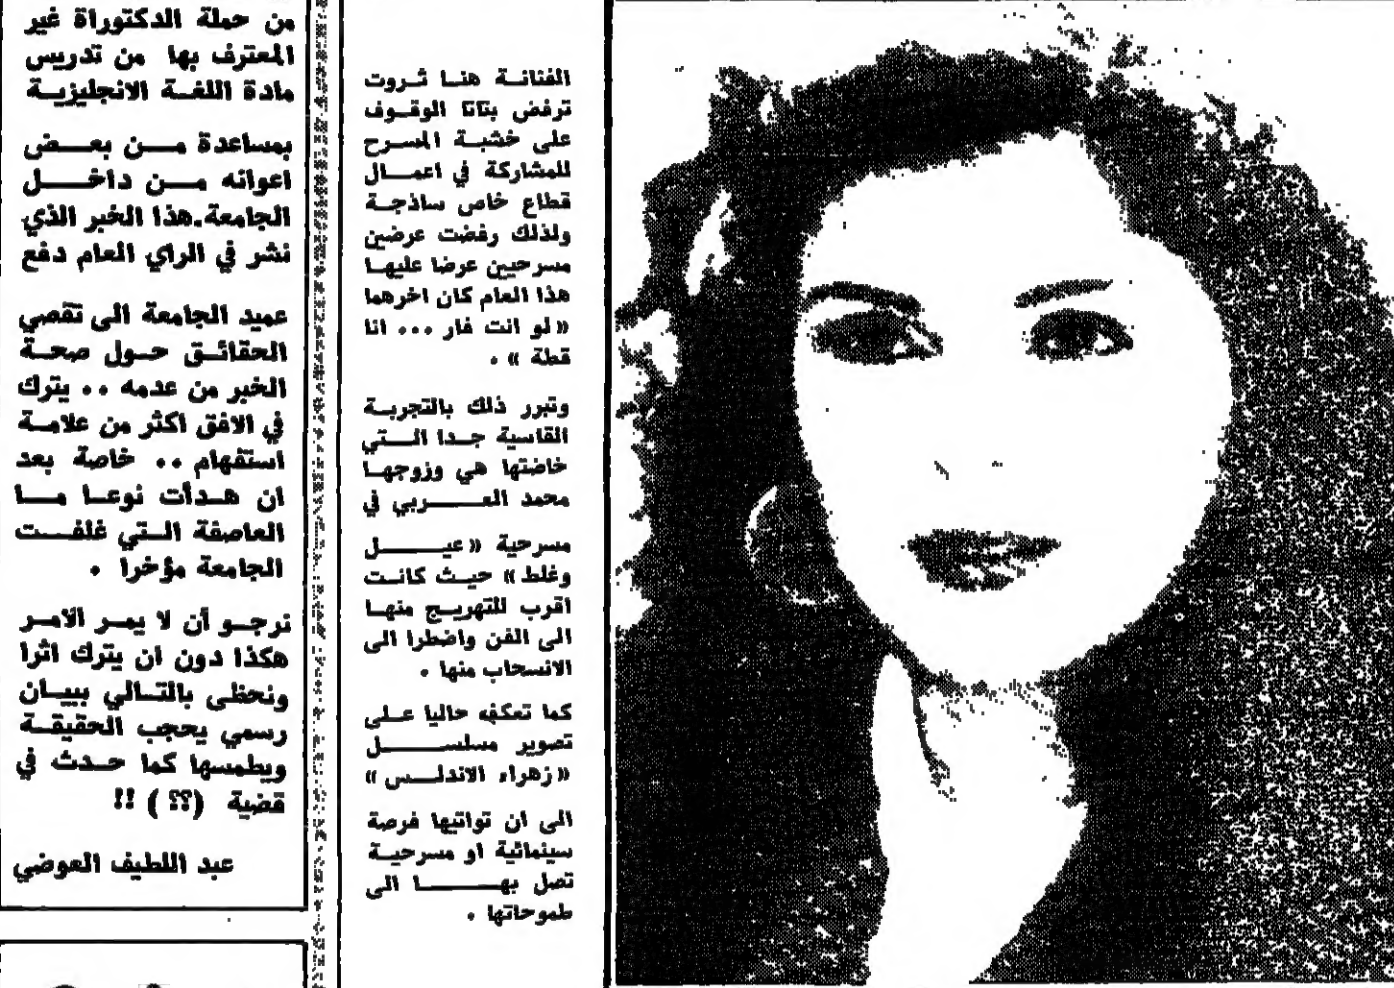 من حملة الدكتوراة غير
المعترف بها من تدريس
مادة اللغة الانجليزية
بمساعدة من بعض
اعوانه من داخل
الجامعة.هذا الخبر الذي
نشر في الراي العام دفع
عميد الجامعة الى تقصي
الحقائق حول صحة
الخبر من عدمه .. يترك
في الافق اكثر من علامة
استفهام .. خاصة بعد
ان هدأت نوعا ما
العاصفة التي غلفت
الجامعة مؤخرا .
نرجو أن لا يمر الامر
هكذا دون ان يترك اثرا
ونحظى بالتالي ببيان
رسمي يحجب الحقيقة
ويطمسها كما حدث في
قضية (؟؟) !!
عبد اللطيف العوضي
الفنانة هنا ثروت
ترفض بتاتا الوقوف
على خشبة المسرح
للمشاركة في اعمال
قطاع خاص ساذجة
ولذلك رفضت عرضين
مسرحيين عرضا عليها
هذا العام كان اخرهما
«لو انت فار ... انا
قطة » .
وتبرر ذلك بالتجربة
القاسية جدا التي
خاضتها هي وزوجها
محمد العربي في
مسرحية «عيل
وغلط» حيث كانت
اقرب للتهريج منها
الى الفن واضطرا الى
الانسحاب منها .
كما تعكف حاليا على
تصوير مسلسل
«زهراء الاندلس»
الى ان تواتيها فرصة
سينمائية او مسرحية
تصل بها الى
طموحاتها .